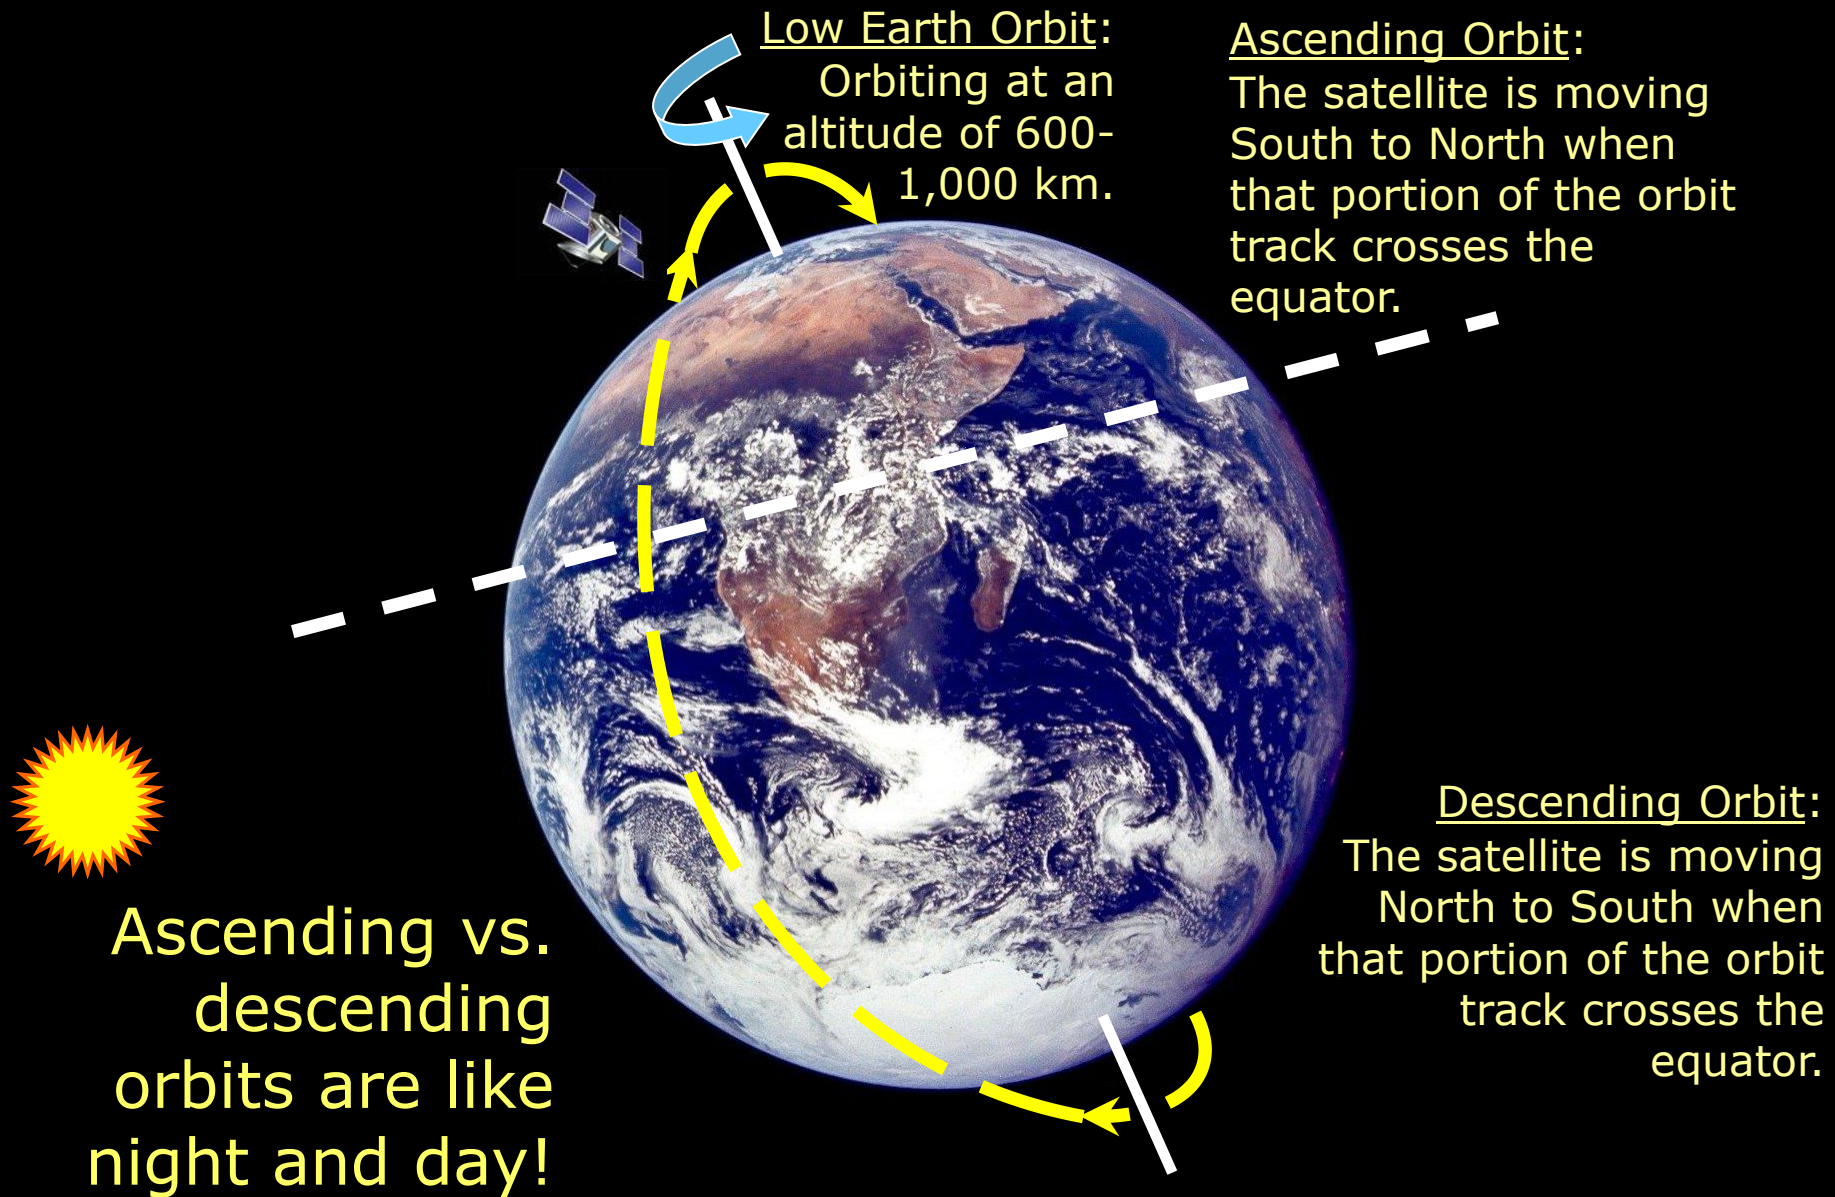 Low Earth Orbit:
Orbiting at an
altitude of 600-
1,000 km.
Ascending Orbit:
The satellite is moving
South to North when
that portion of the orbit
track crosses the
equator.
Descending Orbit:
The satellite is moving
North to South when
that portion of the orbit
track crosses the
equator.
Ascending vs.
descending
orbits are like
night and day!